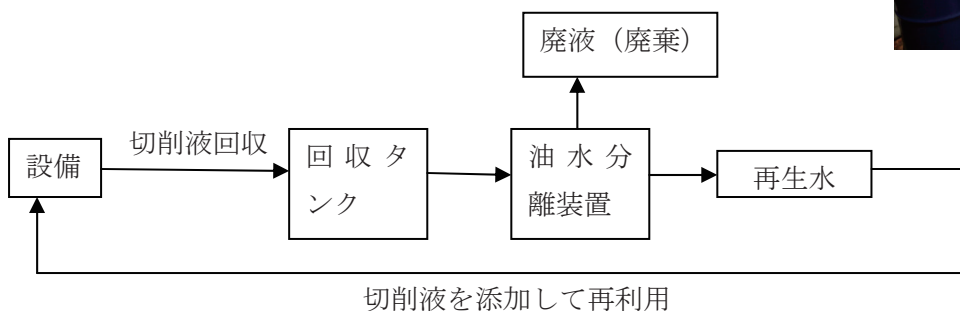 廃液（廃棄）
設備
切削液回収
回収タ
ンク
油水分
離装置
再生水
切削液を添加して再利用